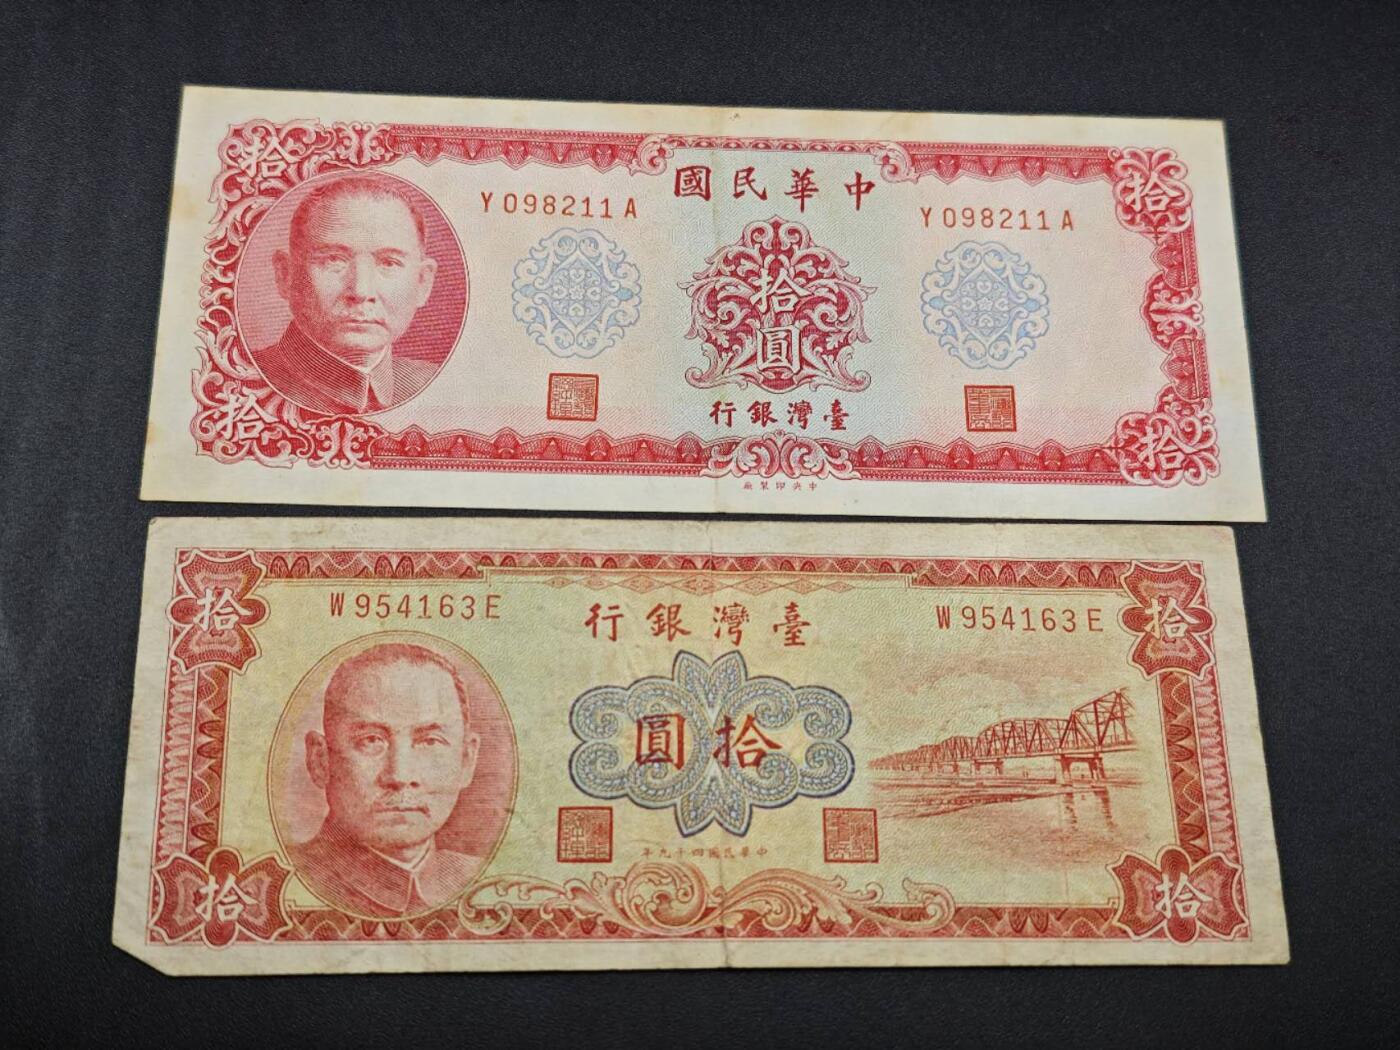 拾
中華民國
拾
Y098211A
Y098211A
拾
圓
臺灣銀行
拾
拾
中央印製廠
拾
W954163E
臺灣銀行
W954163E
拾
拾圓
中華民國四十九年
拾
拾